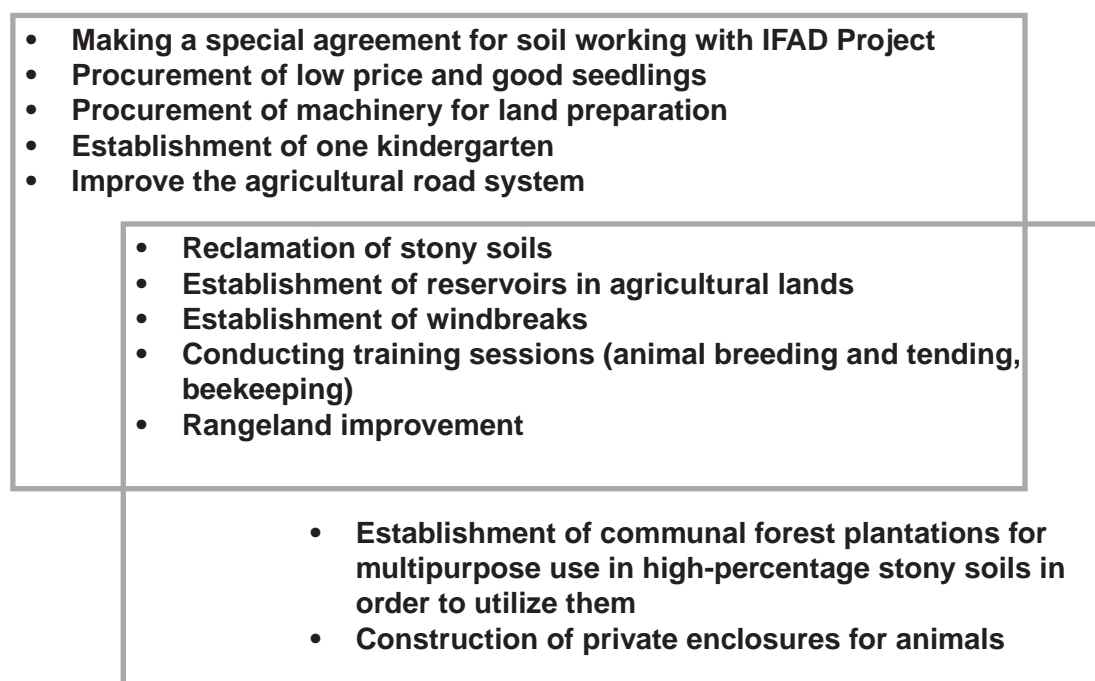 • Making a special agreement for soil working with IFAD Project
• Procurement of low price and good seedlings
• Procurement of machinery for land preparation
• Establishment of one kindergarten
• Improve the agricultural road system
• Reclamation of stony soils
• Establishment of reservoirs in agricultural lands
• Establishment of windbreaks
• Conducting training sessions (animal breeding and tending,
beekeeping)
• Rangeland improvement
• Establishment of communal forest plantations for
multipurpose use in high-percentage stony soils in
order to utilize them
• Construction of private enclosures for animals